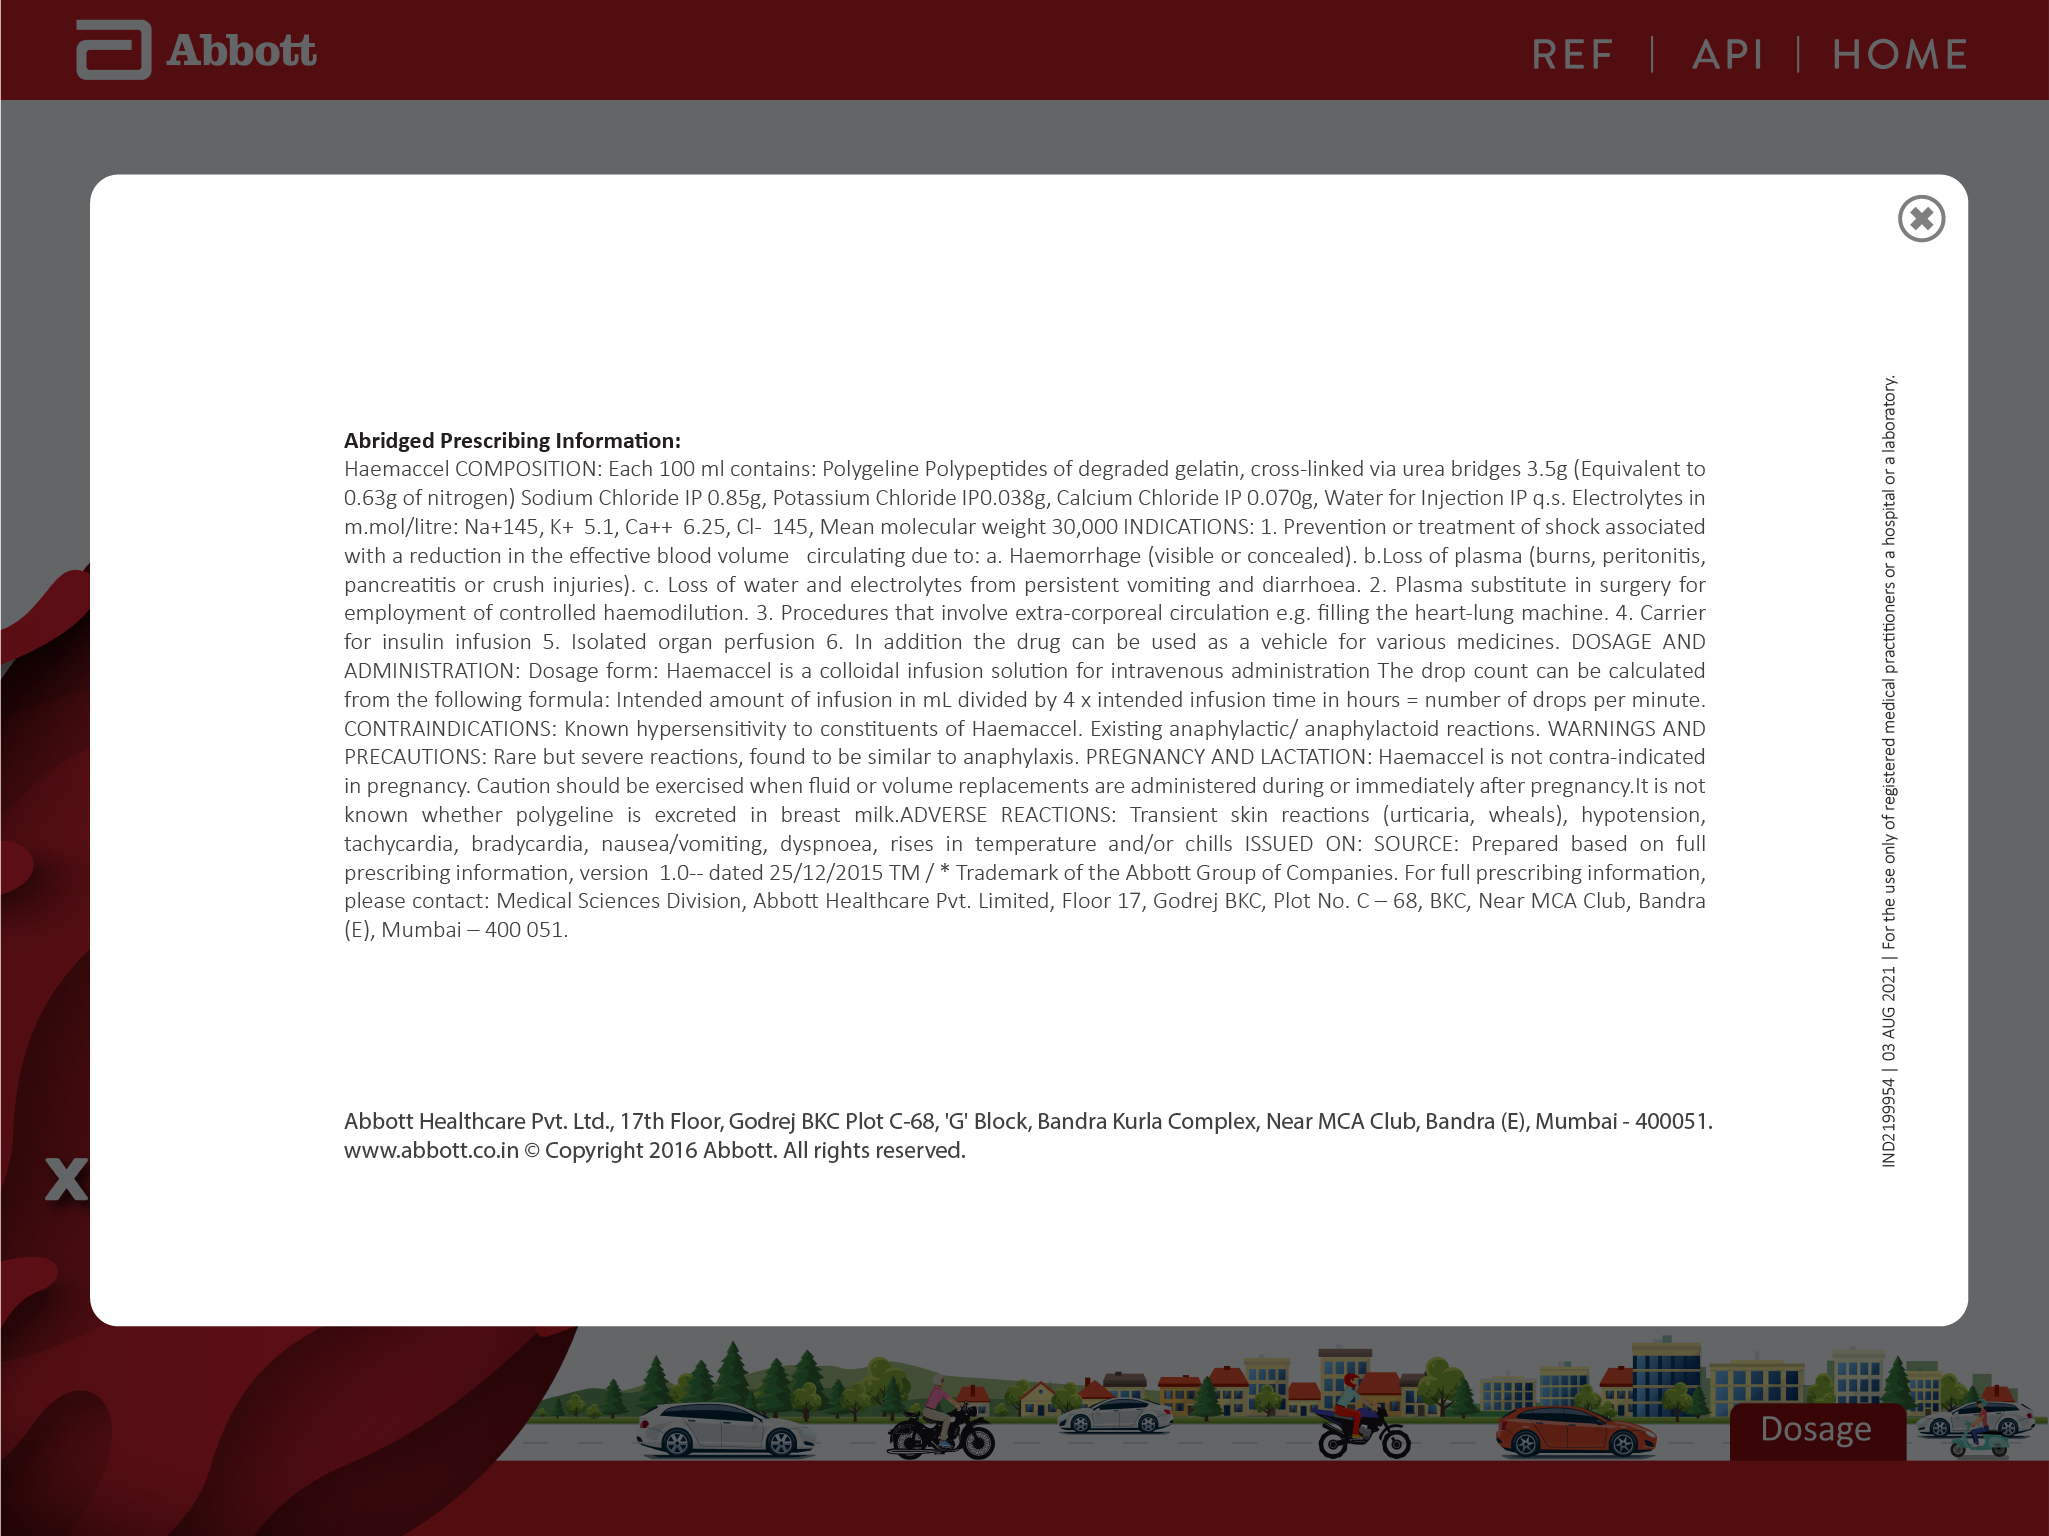 Abbott
REF | API | HOME
Abridged Prescribing Information:
Haemaccel COMPOSITION: Each 100 ml contains: Polygeline Polypeptides of degraded gelatin, cross-linked via urea bridges 3.5g (Equivalent to
0.63g of nitrogen) Sodium Chloride IP 0.85g, Potassium Chloride IP0.038g, Calcium Chloride IP 0.070g, Water for Injection IP q.s. Electrolytes in
m.mol/litre: Na+145, K+  5.1, Ca++  6.25, Cl-  145, Mean molecular weight 30,000 INDICATIONS: 1. Prevention or treatment of shock associated
with a reduction in the effective blood volume   circulating due to: a. Haemorrhage (visible or concealed). b.Loss of plasma (burns, peritonitis,
pancreatitis or crush injuries). c. Loss of water and electrolytes from persistent vomiting and diarrhoea. 2. Plasma substitute in surgery for
employment of controlled haemodilution. 3. Procedures that involve extra-corporeal circulation e.g. filling the heart-lung machine. 4. Carrier
for insulin infusion 5. Isolated organ perfusion 6. In addition the drug can be used as a vehicle for various medicines. DOSAGE AND
ADMINISTRATION: Dosage form: Haemaccel is a colloidal infusion solution for intravenous administration The drop count can be calculated
from the following formula: Intended amount of infusion in mL divided by 4 x intended infusion time in hours = number of drops per minute.
CONTRAINDICATIONS: Known hypersensitivity to constituents of Haemaccel. Existing anaphylactic/ anaphylactoid reactions. WARNINGS AND
PRECAUTIONS: Rare but severe reactions, found to be similar to anaphylaxis. PREGNANCY AND LACTATION: Haemaccel is not contra-indicated
in pregnancy. Caution should be exercised when fluid or volume replacements are administered during or immediately after pregnancy.It is not
known whether polygeline is excreted in breast milk.ADVERSE REACTIONS: Transient skin reactions (urticaria, wheals), hypotension,
tachycardia, bradycardia, nausea/vomiting, dyspnoea, rises in temperature and/or chills ISSUED ON: SOURCE: Prepared based on full
prescribing information, version  1.0-- dated 25/12/2015 TM / * Trademark of the Abbott Group of Companies. For full prescribing information,
please contact: Medical Sciences Division, Abbott Healthcare Pvt. Limited, Floor 17, Godrej BKC, Plot No. C – 68, BKC, Near MCA Club, Bandra
(E), Mumbai – 400 051.
Abbott Healthcare Pvt. Ltd., 17th Floor, Godrej BKC Plot C-68, 'G' Block, Bandra Kurla Complex, Near MCA Club, Bandra (E), Mumbai - 400051.
www.abbott.co.in © Copyright 2016 Abbott. All rights reserved.
IND2199954 | 03 AUG 2021 | For the use only of registered medical practitioners or a hospital or a laboratory.
x
Dosage